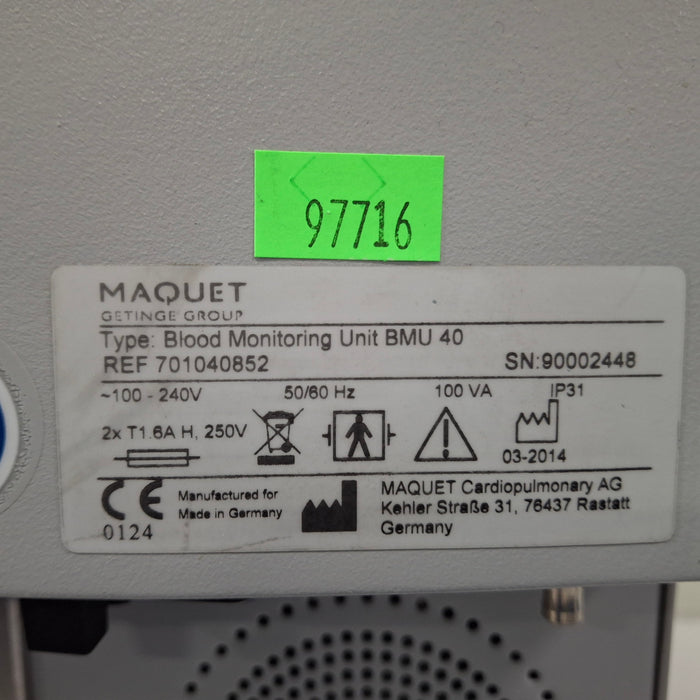 97716
MAQUET
GETINGE GROUP
Type: Blood Monitoring Unit BMU 40
REF 701040852 SN:90002448
~100 - 240V 50/60 Hz 100 VA IP31
2x T1.6A H, 250V
03-2014
CE Manufactured for MAQUET Cardiopulmonary AG
Made in Germany Kehler Straße 31, 76437 Rastatt
0124 Germany